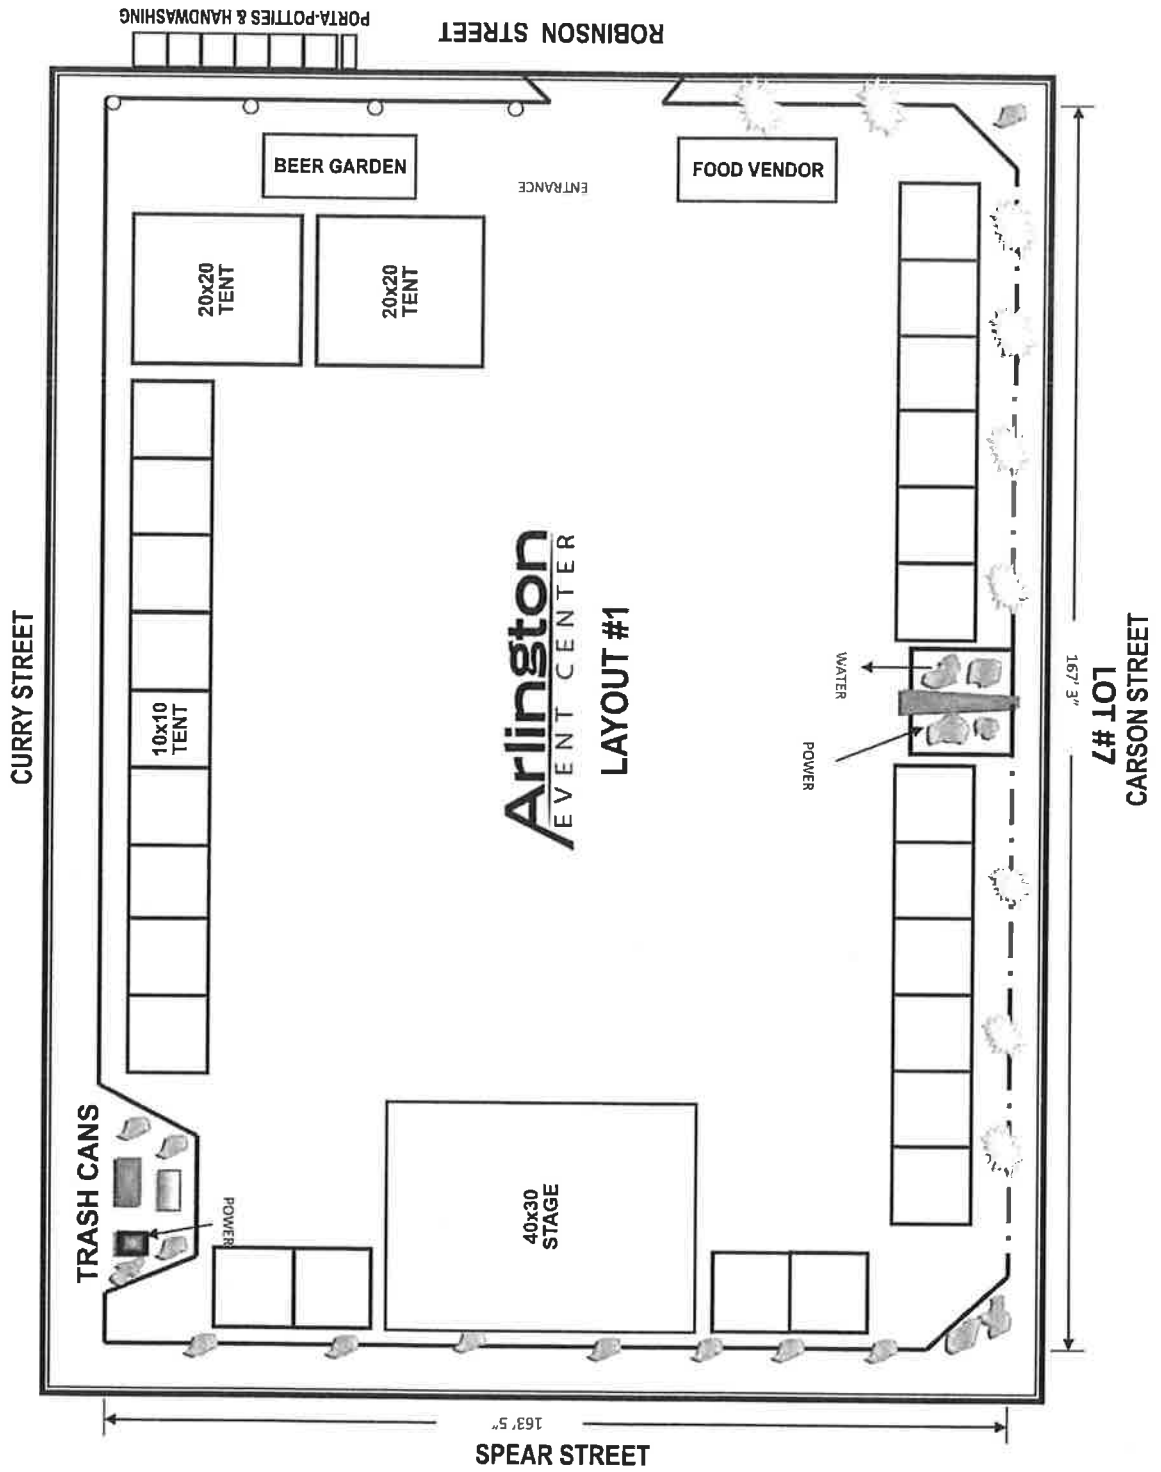 PORTA-POTTIES & HANDWASHING
ROBINSON STREET
BEER GARDEN
ENTRANCE
FOOD VENDOR
20x20
TENT
20x20
TENT
CURRY STREET
10x10
TENT
Arlington
EVENT CENTER
LAYOUT #1
WATER
POWER
167' 3"
LOT #7
CARSON STREET
TRASH CANS
POWER
40x30
STAGE
163' 5"
SPEAR STREET